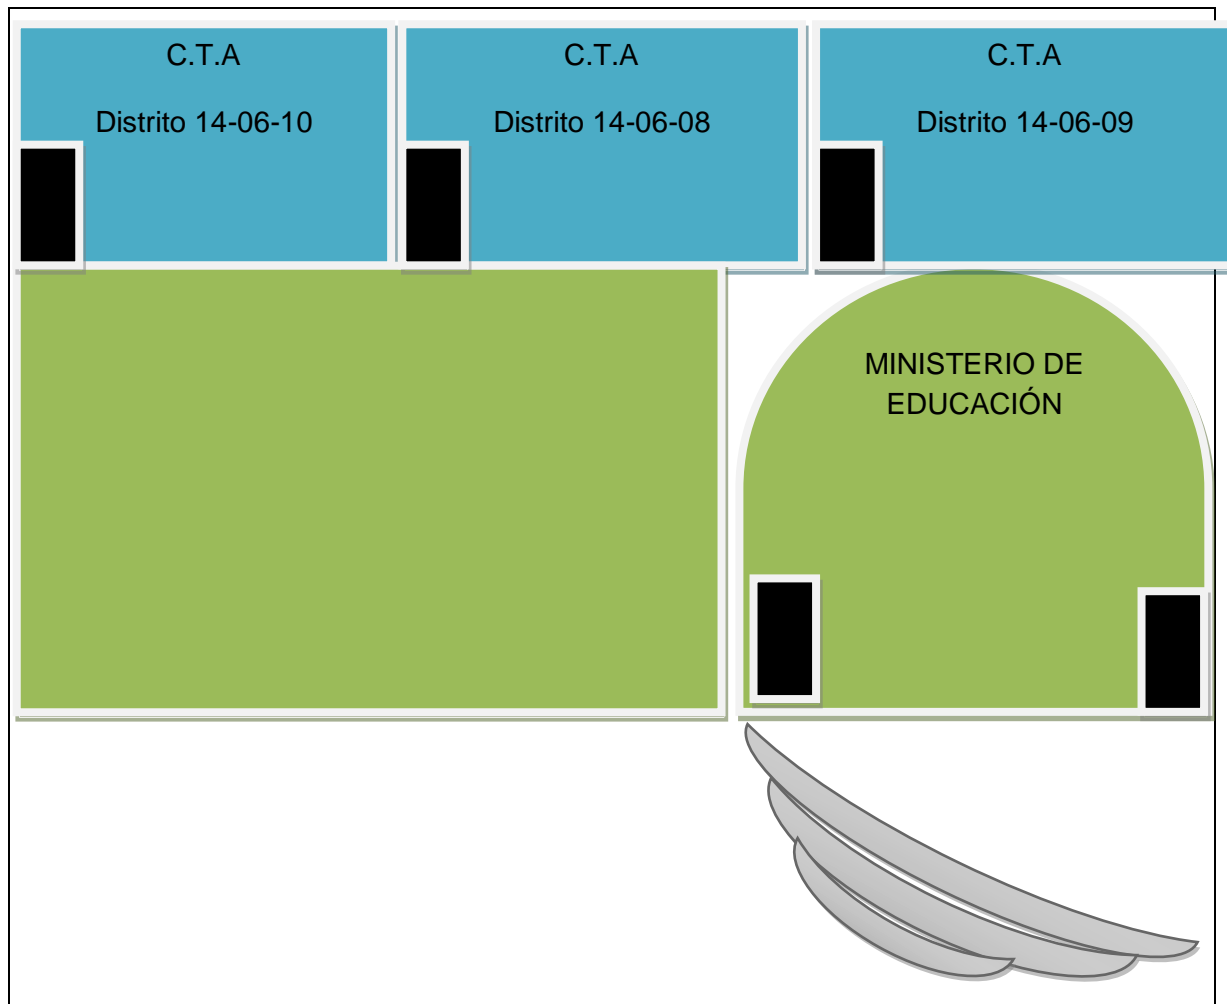 C.T.A
Distrito 14-06-10
C.T.A
Distrito 14-06-08
C.T.A
Distrito 14-06-09
MINISTERIO DE
EDUCACIÓN